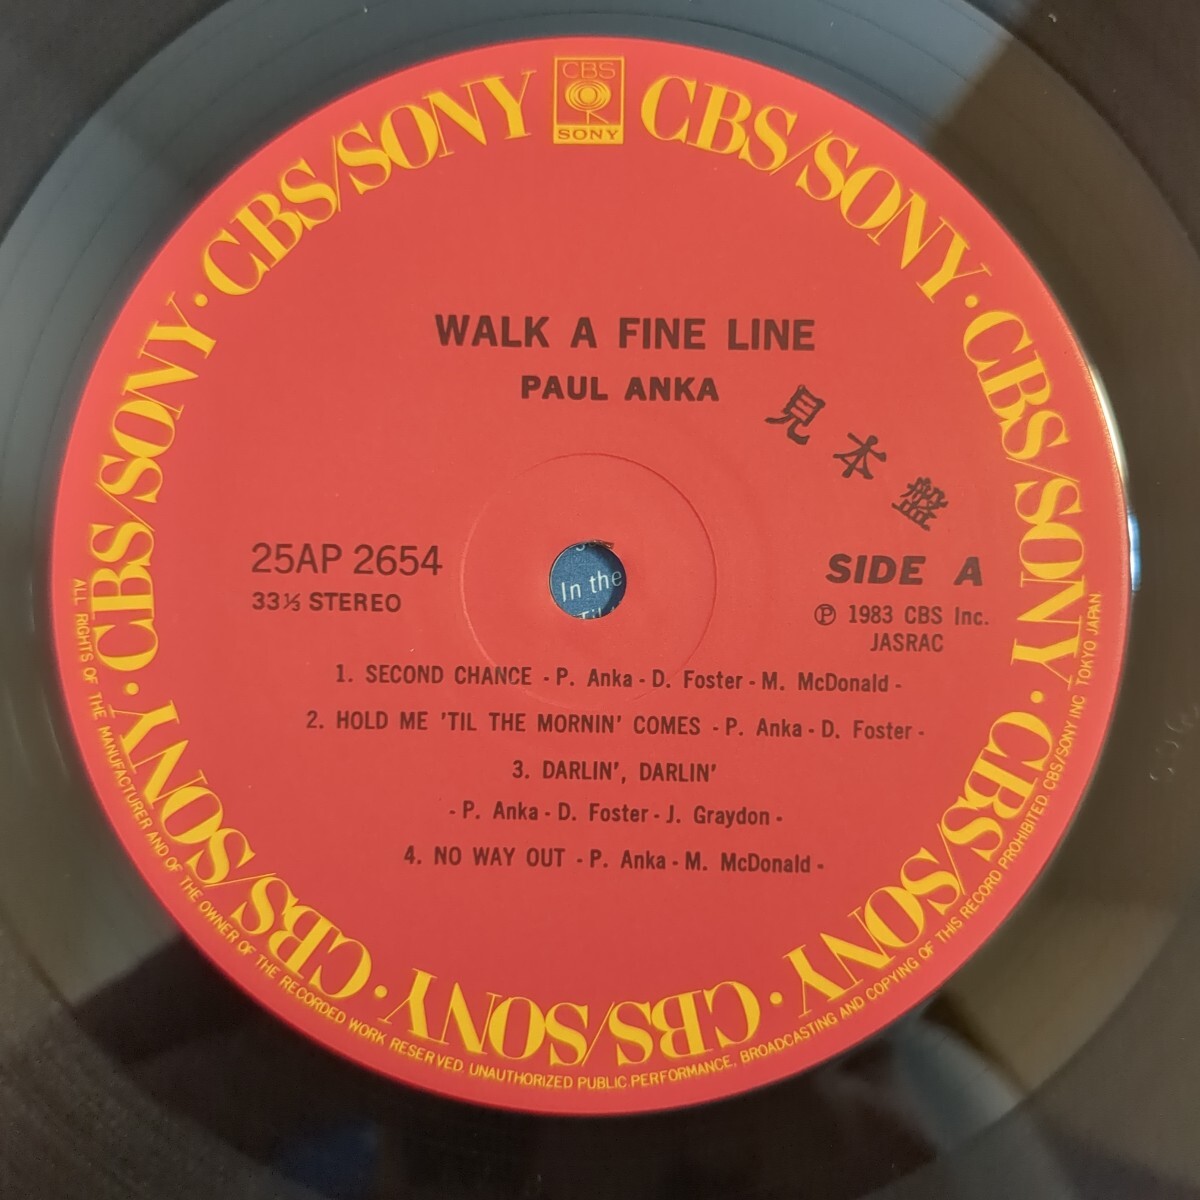 CBS
SONY
CBS/SONY · CBS/SONY · CBS/SONY · CBS/SONY · CBS/SONY · CBS/SONY · CBS/SONY · CBS/SONY
WALK A FINE LINE
PAUL ANKA
見本盤
25AP 2654
33⅓ STEREO
SIDE A
Ⓟ 1983 CBS Inc.
JASRAC
In the
1. SECOND CHANCE - P. Anka - D. Foster - M. McDonald -
2. HOLD ME 'TIL THE MORNIN' COMES - P. Anka - D. Foster -
3. DARLIN', DARLIN'
- P. Anka - D. Foster - J. Graydon -
4. NO WAY OUT - P. Anka - M. McDonald -
ALL RIGHTS OF THE MANUFACTURER AND OF THE OWNER OF THE RECORDED WORK RESERVED. UNAUTHORIZED PUBLIC PERFORMANCE, BROADCASTING AND COPYING OF THIS RECORD PROHIBITED. CBS/SONY INC. TOKYO JAPAN.